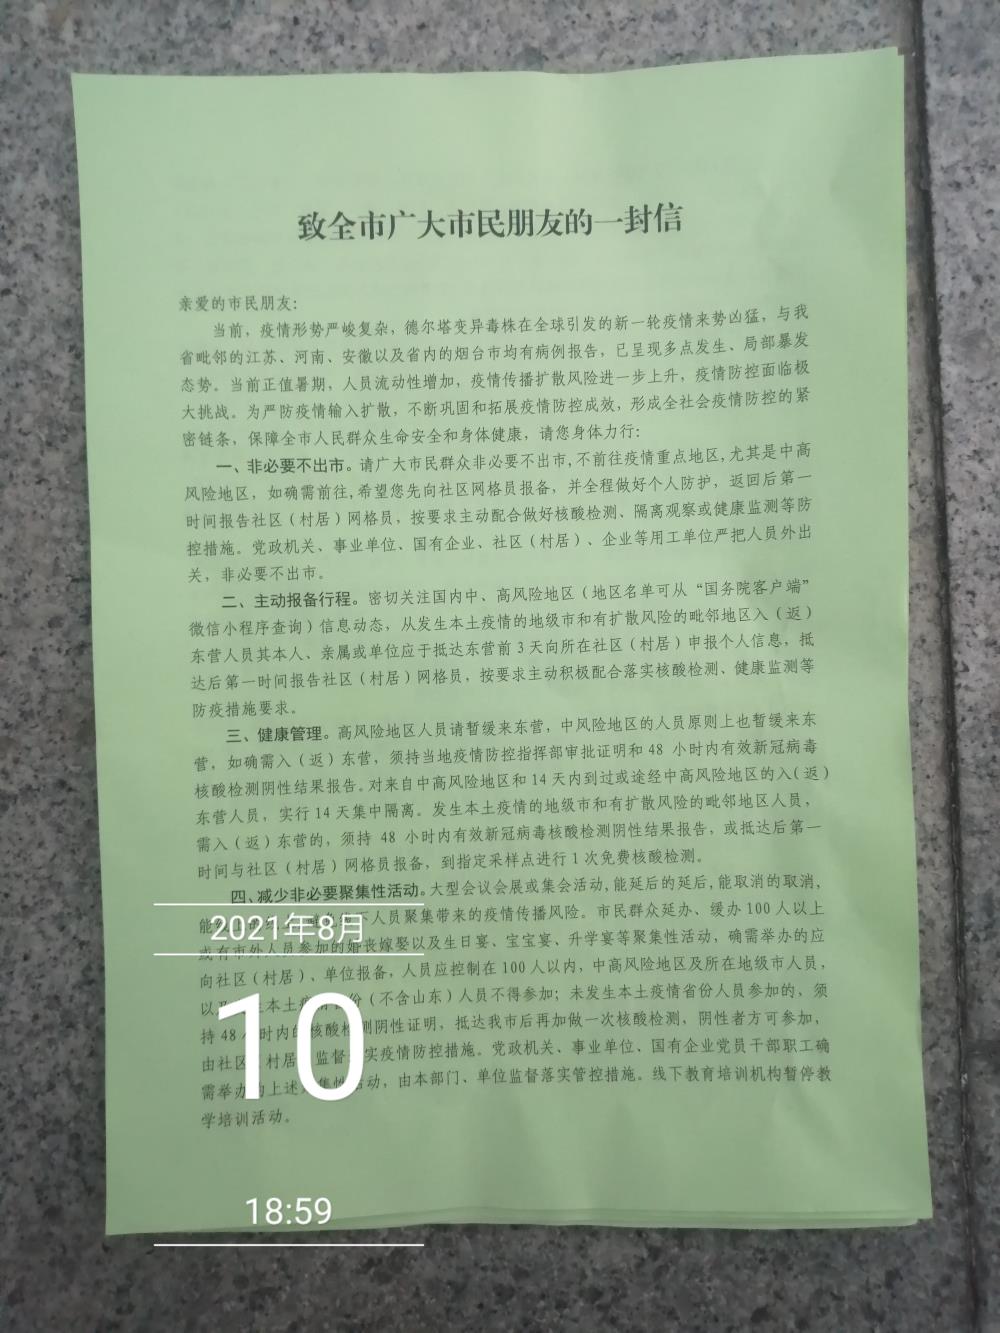 致全市广大市民朋友的一封信
亲爱的市民朋友：
当前，疫情形势严峻复杂，德尔塔变异毒株在全球引发的新一轮疫情来势凶猛，与我
省毗邻的江苏、河南、安徽以及省内的烟台市均有病例报告，已呈现多点发生、局部暴发
态势。当前正值暑期，人员流动性增加，疫情传播扩散风险进一步上升，疫情防控面临极
大挑战。为严防疫情输入扩散，不断巩固和拓展疫情防控成效，形成全社会疫情防控的紧
密链条，保障全市人民群众生命安全和身体健康，请您身体力行：
一、非必要不出市。请广大市民群众非必要不出市，不前往疫情重点地区，尤其是中高
风险地区，如确需前往，希望您先向社区网格员报备，并全程做好个人防护，返回后第一
时间报告社区（村居）网格员，按要求主动配合做好核酸检测、隔离观察或健康监测等防
控措施。党政机关、事业单位、国有企业、社区（村居）、企业等用工单位严把人员外出
关，非必要不出市。
二、主动报备行程。密切关注国内中、高风险地区（地区名单可从“国务院客户端”
微信小程序查询）信息动态，从发生本土疫情的地级市和有扩散风险的毗邻地区入（返）
东营人员其本人、亲属或单位应于抵达东营前3天向所在社区（村居）申报个人信息，抵
达后第一时间报告社区（村居）网格员，按要求主动积极配合落实核酸检测、健康监测等
防疫措施要求。
三、健康管理。高风险地区人员请暂缓来东营，中风险地区的人员原则上也暂缓来东
营，如确需入（返）东营，须持当地疫情防控指挥部审批证明和48 小时内有效新冠病毒
核酸检测阴性结果报告。对来自中高风险地区和14天内到过或途经中高风险地区的入（返）
东营人员，实行14天集中隔离。发生本土疫情的地级市和有扩散风险的毗邻地区人员，
需入（返）东营的，须持 48 小时内有效新冠病毒核酸检测阴性结果报告，或抵达后第一
时间与社区（村居）网格员报备，到指定采样点进行1次免费核酸检测。
四、减少非必要聚集性活动。大型会议会展或集会活动，能延后的延后，能取消的取消，
能 下人员聚集带来的疫情传播风险。市民群众延办、缓办100人以上
或有市外人员参加的婚丧嫁娶以及生日宴、宝宝宴、升学宴等聚集性活动，确需举办的应
向社区（村居）、单位报备，人员应控制在100人以内，中高风险地区及所在地级市人员，
以 生本土疫 份（不含山东）人员不得参加；未发生本土疫情省份人员参加的，须
持48 时内 核酸检测阴性证明，抵达我市后再加做一次核酸检测，阴性者方可参加，
由社区 村居 监督 实疫情防控措施。党政机关、事业单位、国有企业党员干部职工确
需举办的上述 集性活动，由本部门、单位监督落实管控措施。线下教育培训机构暂停教
学培训活动。
2021年8月
10
18:59